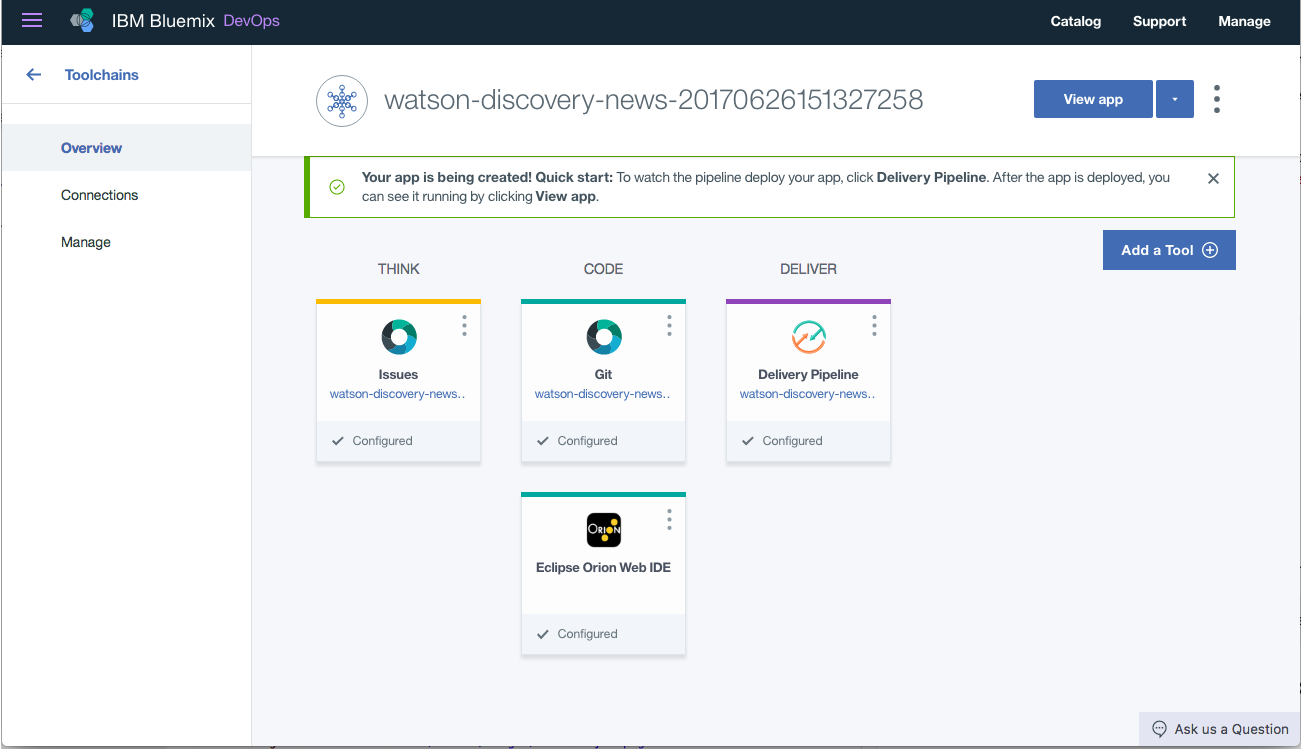 IBM Bluemix DevOps
Catalog
Support
Manage
Toolchains
Overview
Connections
Manage
watson-discovery-news-20170626151327258
View app
Your app is being created! Quick start: To watch the pipeline deploy your app, click Delivery Pipeline. After the app is deployed, you
can see it running by clicking View app.
Add a Tool
THINK
CODE
DELIVER
Issues
watson-discovery-news..
Configured
Git
watson-discovery-news..
Configured
Delivery Pipeline
watson-discovery-news..
Configured
ORION
Eclipse Orion Web IDE
Configured
Ask us a Question